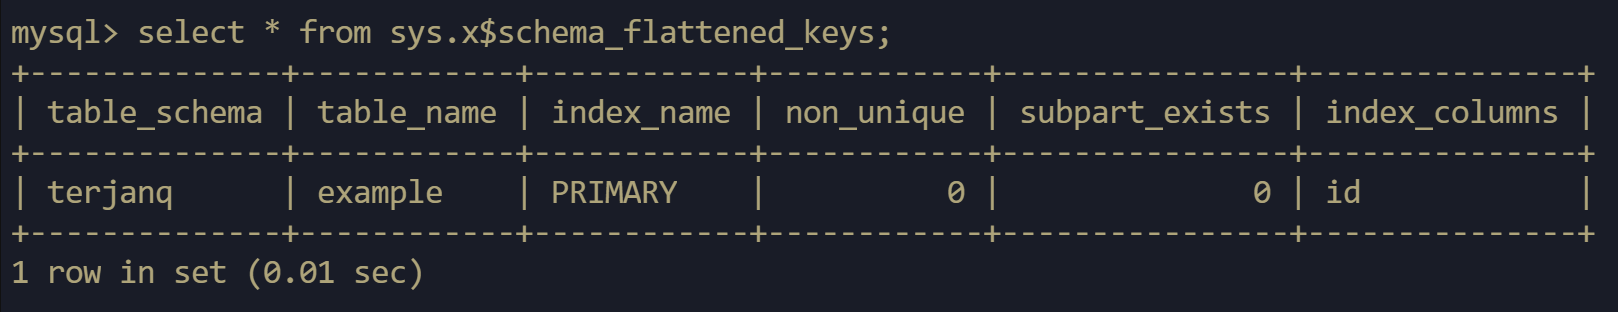 mysql> select * from sys.x$schema_flattened_keys;
+--------------+------------+------------+------------+----------------+---------------+
| table_schema | table_name | index_name | non_unique | subpart_exists | index_columns |
+--------------+------------+------------+------------+----------------+---------------+
| terjanq      | example    | PRIMARY    |          0 |              0 | id            |
+--------------+------------+------------+------------+----------------+---------------+
1 row in set (0.01 sec)